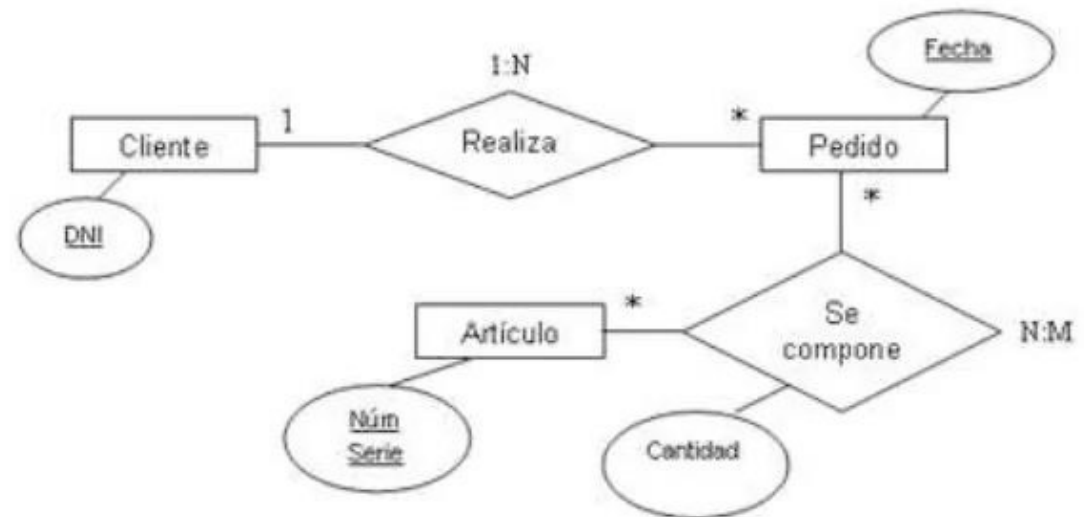 Fecha
1:N
1
*
Cliente
Realiza
Pedido
*
DNI
*
Artículo
Se
compone
N:M
Núm
Serie
Cantidad